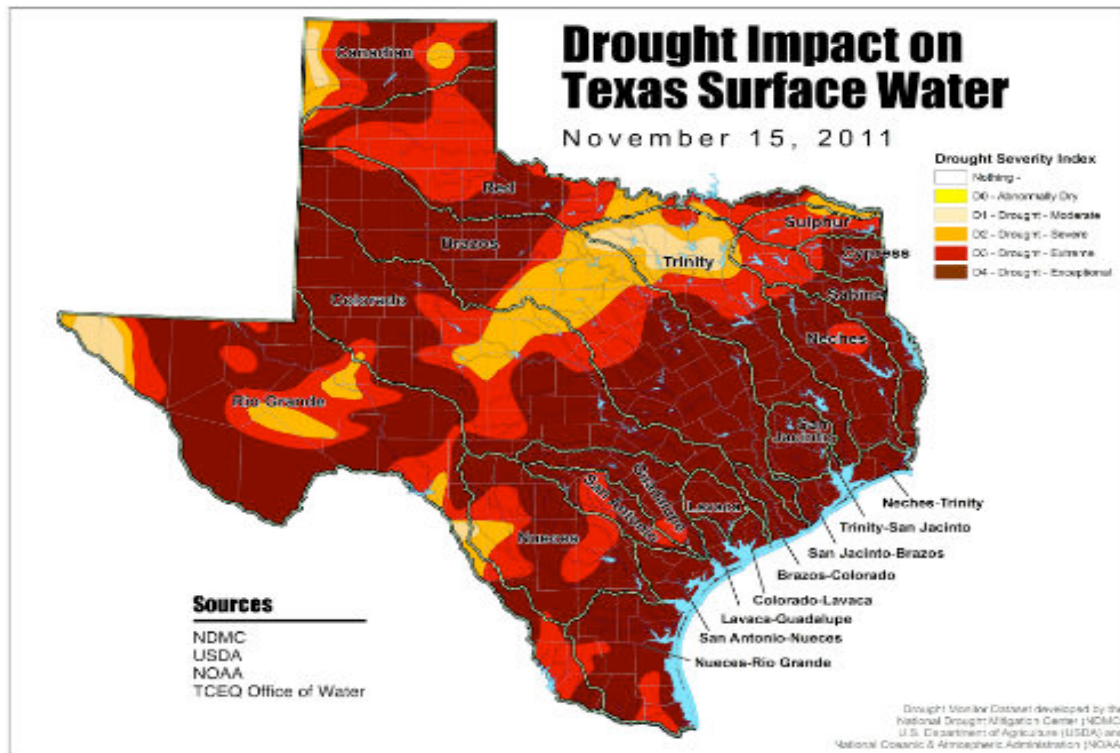 Drought Impact on
Texas Surface Water
November 15, 2011
Drought Severity Index
Nothing -
D0 - Abnormally Dry
D1 - Drought - Moderate
D2 - Drought - Severe
D3 - Drought - Extreme
D4 - Drought - Exceptional
Canadian
Red
Sulphur
Brazos
Cypress
Trinity
Sabine
Colorado
Neches
Rio Grande
San
Jacinto
Guadalupe
San Antonio
Lavaca
Nueces
Neches-Trinity
Trinity-San Jacinto
San Jacinto-Brazos
Brazos-Colorado
Colorado-Lavaca
Lavaca-Guadalupe
San Antonio-Nueces
Nueces-Rio Grande
Sources
NDMC
USDA
NOAA
TCEQ Office of Water
Drought Monitor Dataset developed by the
National Drought Mitigation Center (NDMC)
U.S. Department of Agriculture (USDA) an
National Oceanic & Atmospheric Administration (NOAA